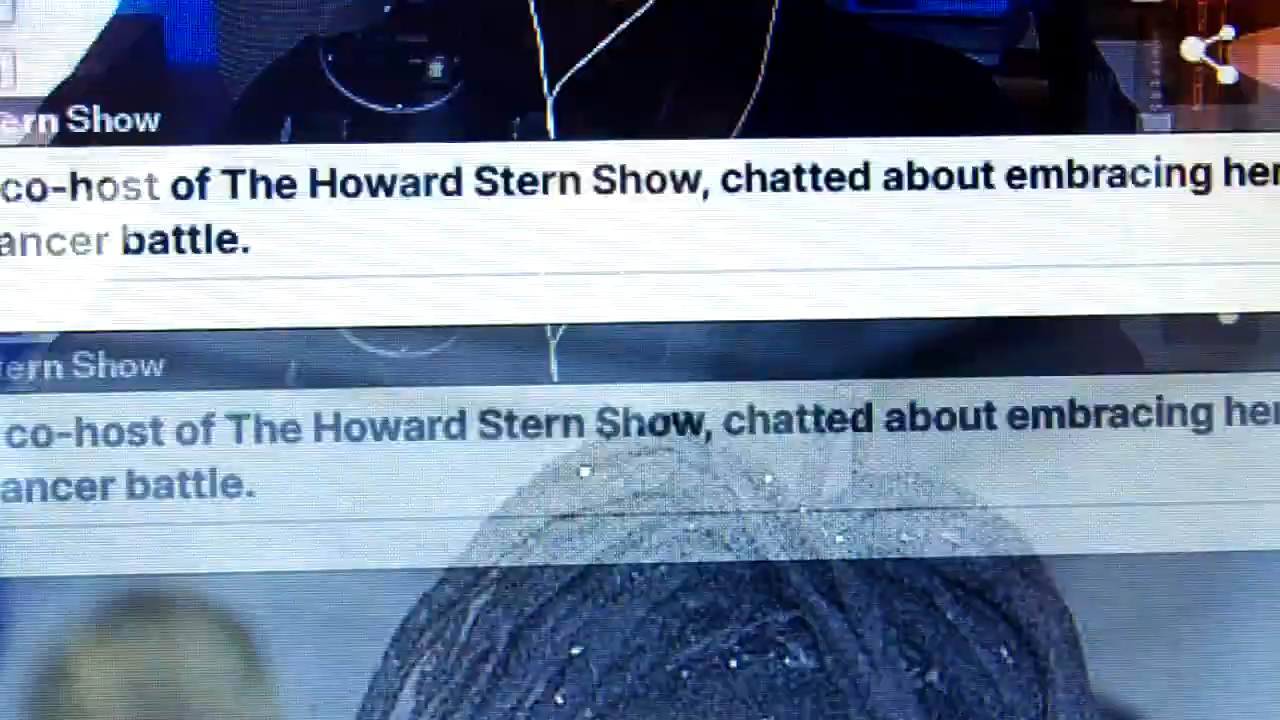 ern Show
co-host of The Howard Stern Show, chatted about embracing her
ancer battle.
ern Show
co-host of The Howard Stern Show, chatted about embracing her
ancer battle.